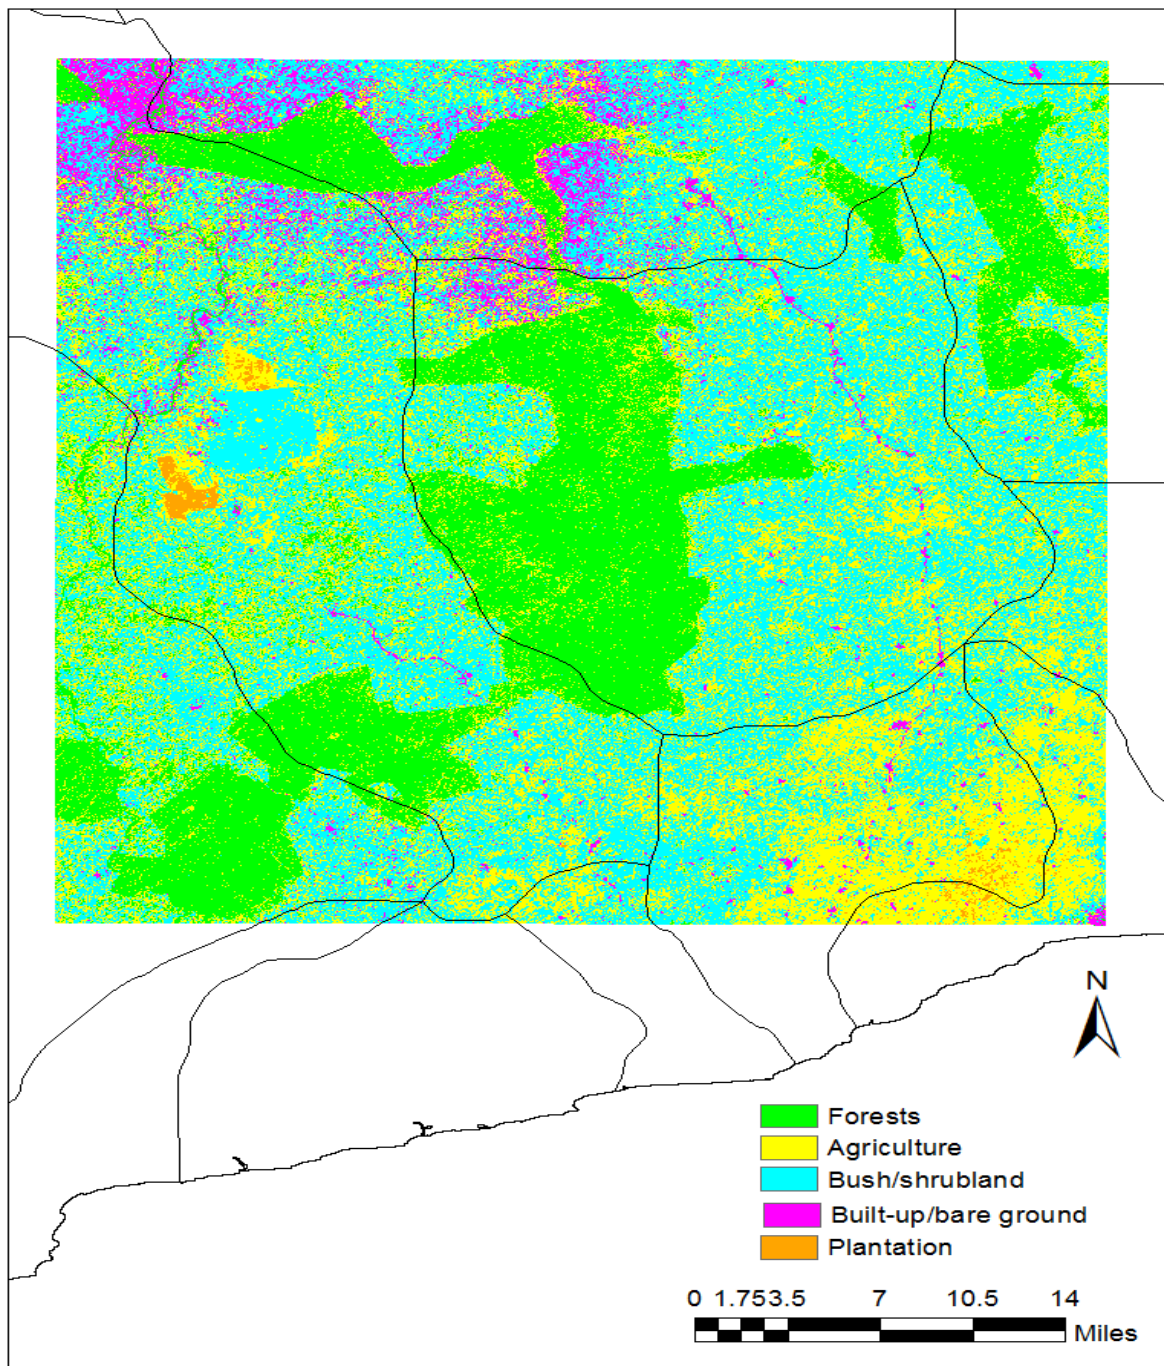 N
Forests
Agriculture
Bush/shrubland
Built-up/bare ground
Plantation
0 1.753.5 7 10.5 14
Miles